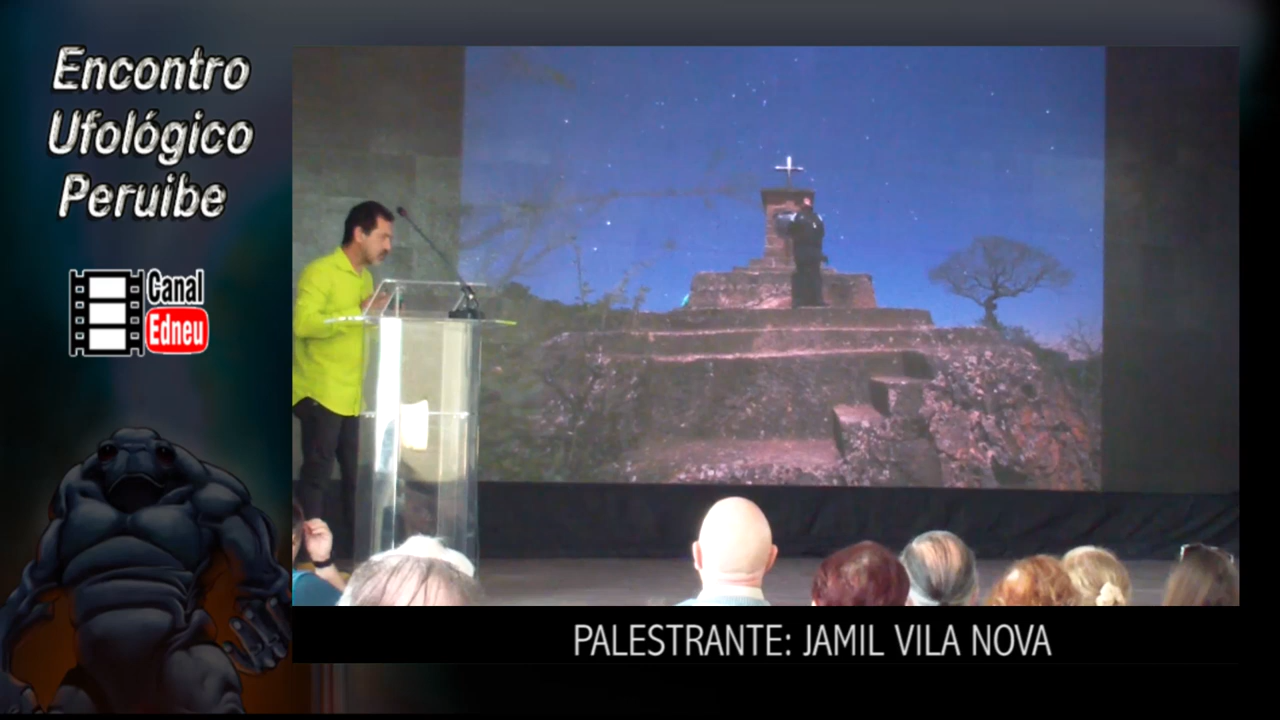 Encontro
Ufológico
Peruibe
Canal
Edneu
PALESTRANTE: JAMIL VILA NOVA